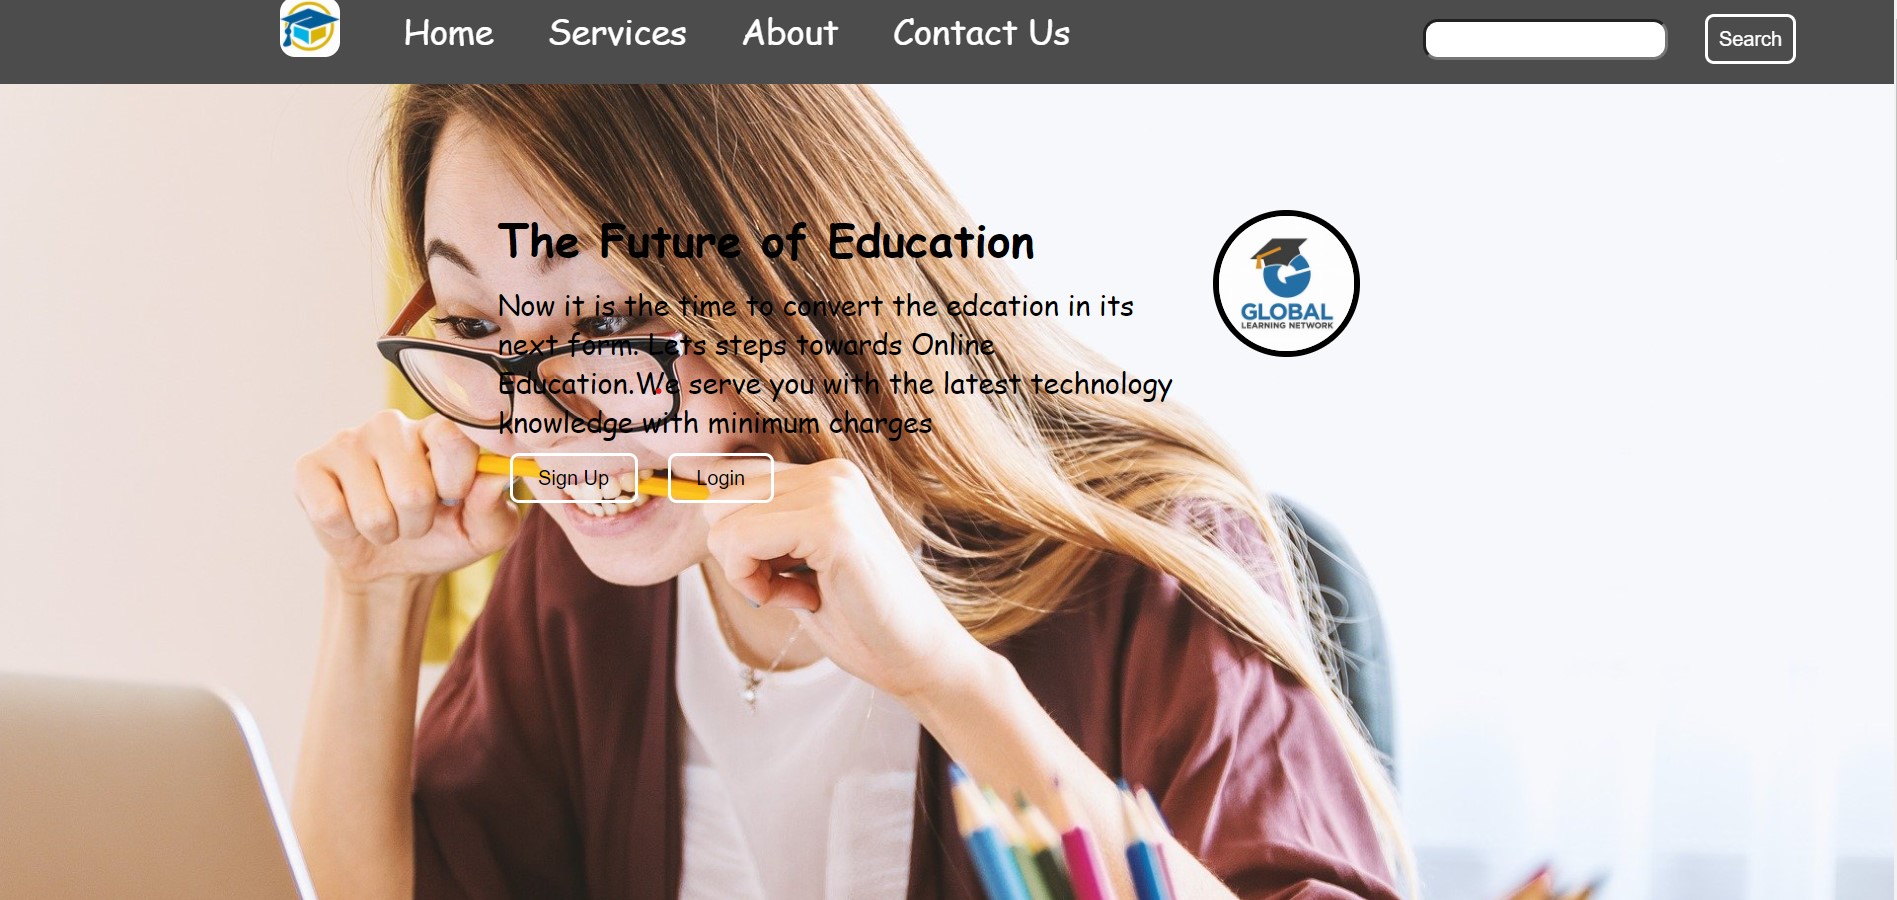 Home Services About Contact Us Search
The Future of Education
Now it is the time to convert the edcation in its
next form. Lets steps towards Online
Education.We serve you with the latest technology
knowledge with minimum charges
Sign Up Login
GLOBAL
LEARNING NETWORK